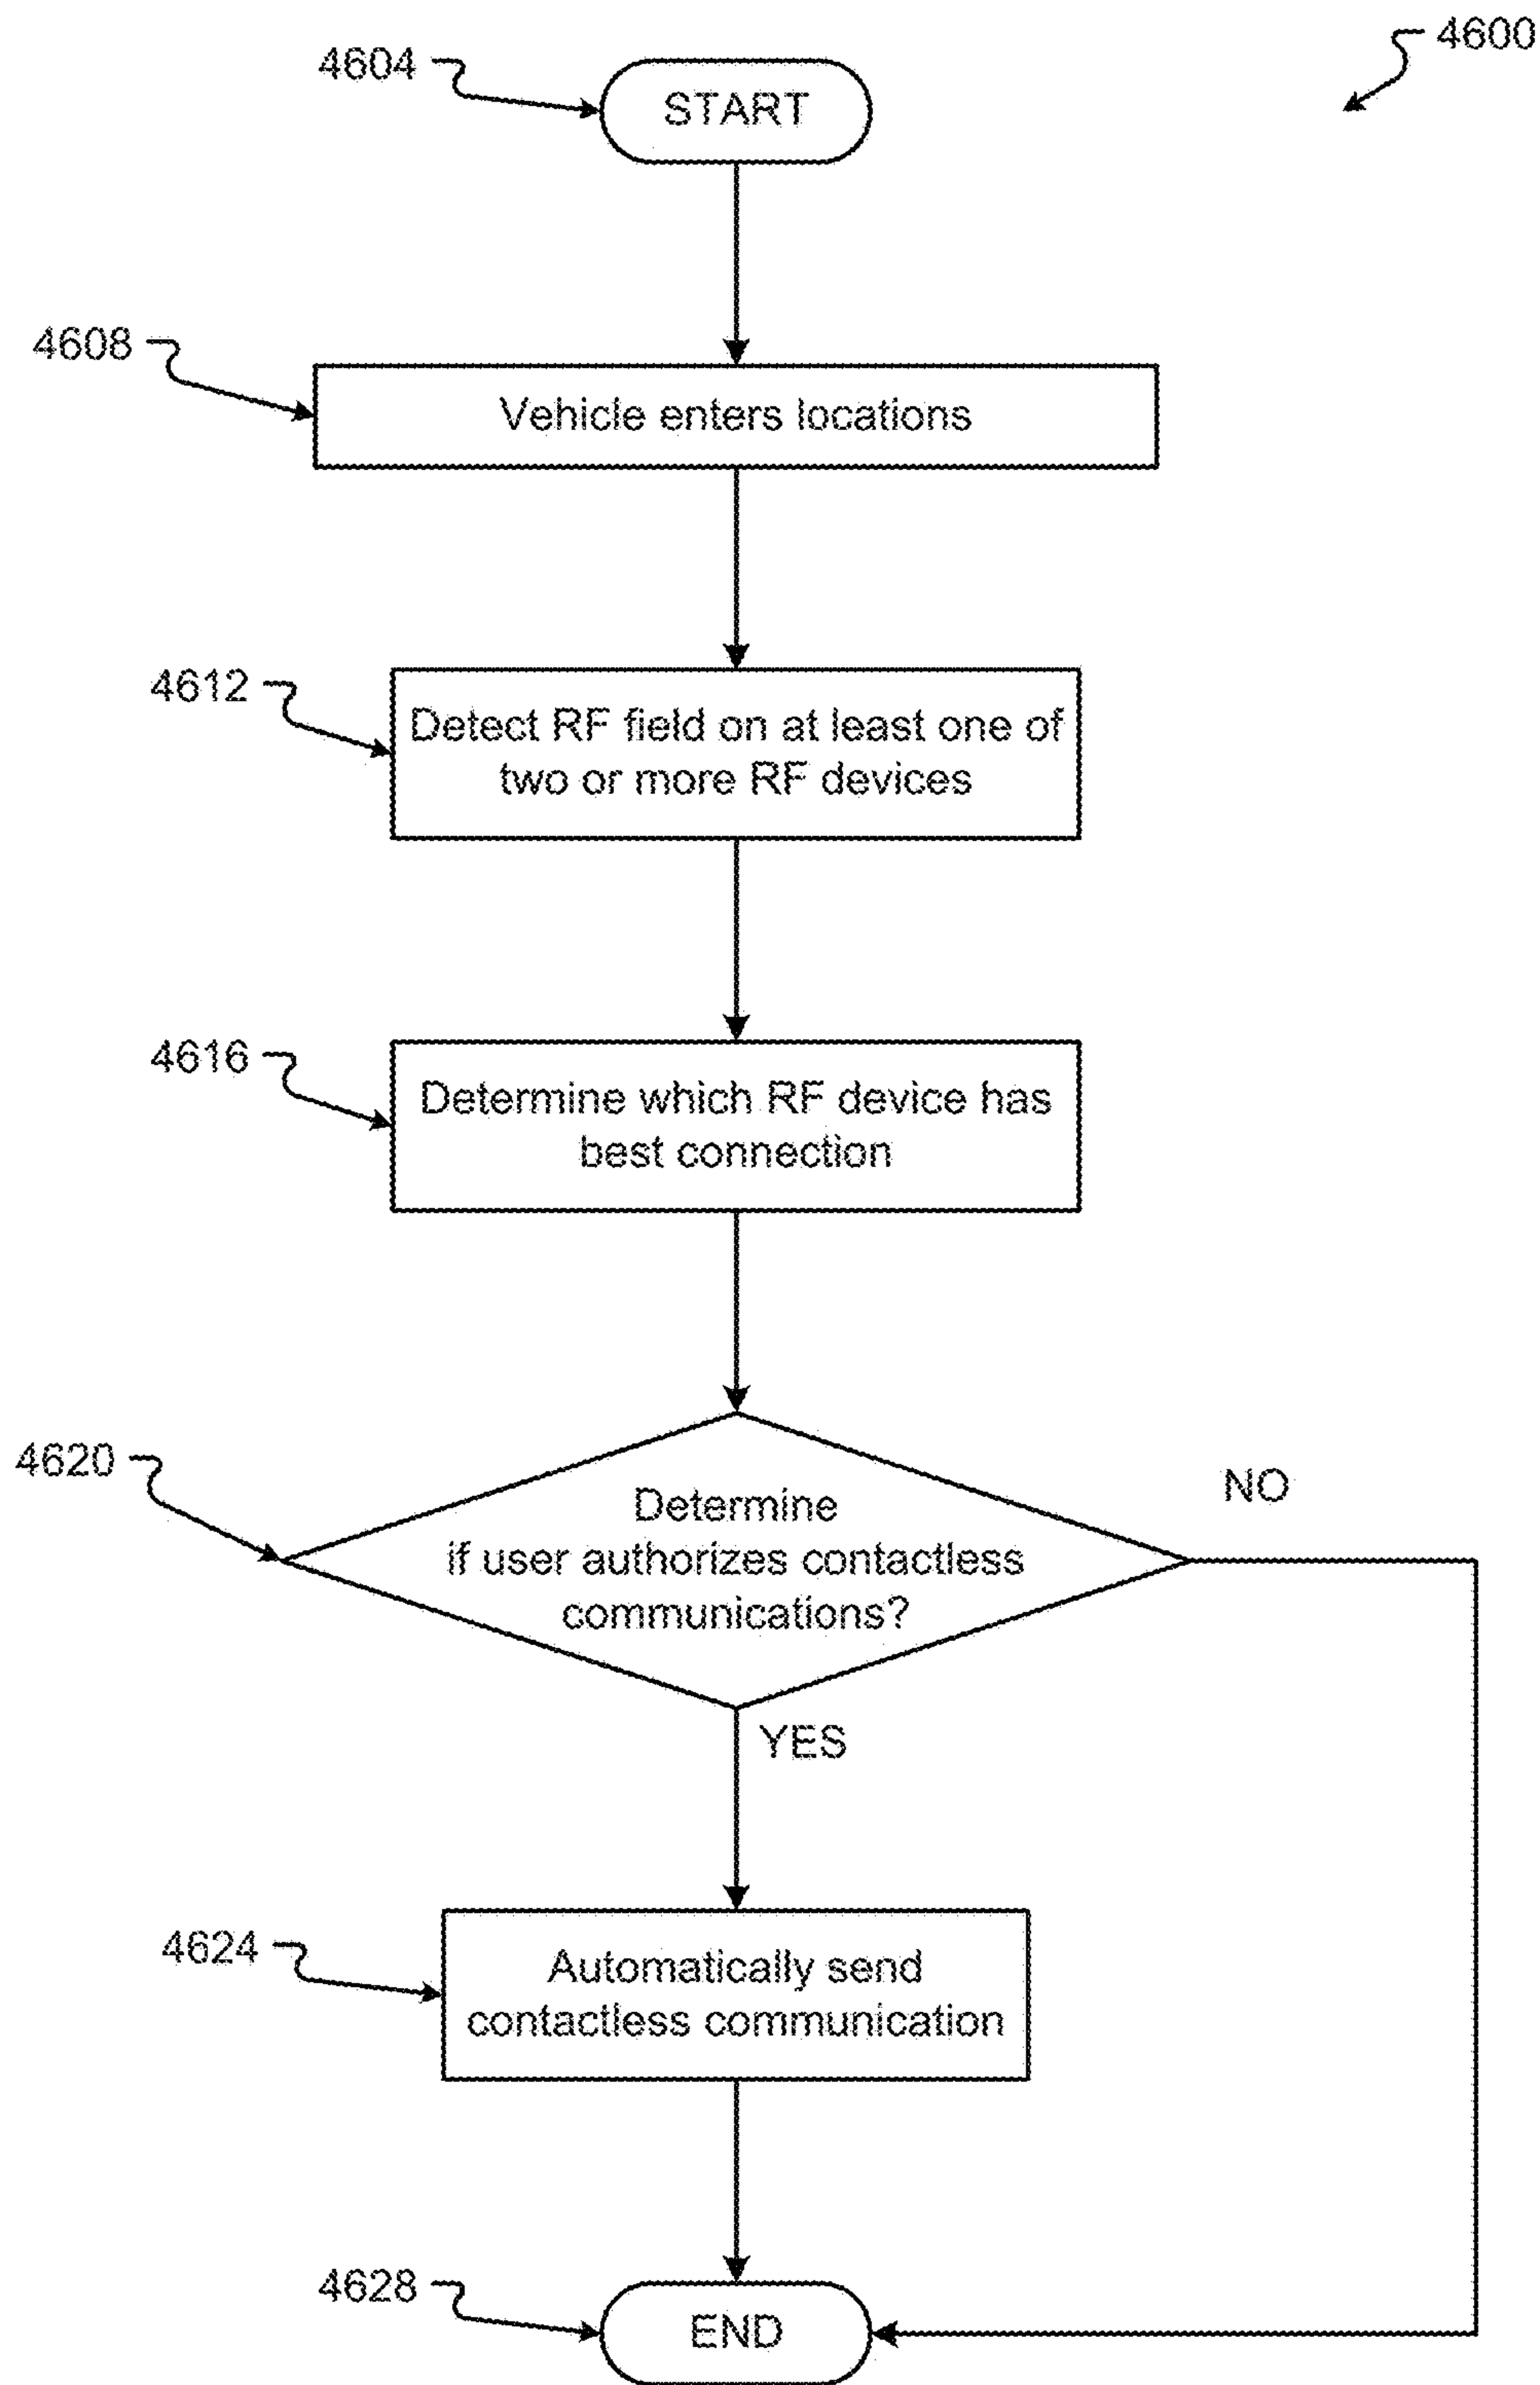 4600
4604
START
4608
Vehicle enters locations
4612
Detect RF field on at least one of
two or more RF devices
4616
Determine which RF device has
best connection
4620
Determine
if user authorizes contactless
communications?
NO
YES
4624
Automatically send
contactless communication
4628
END